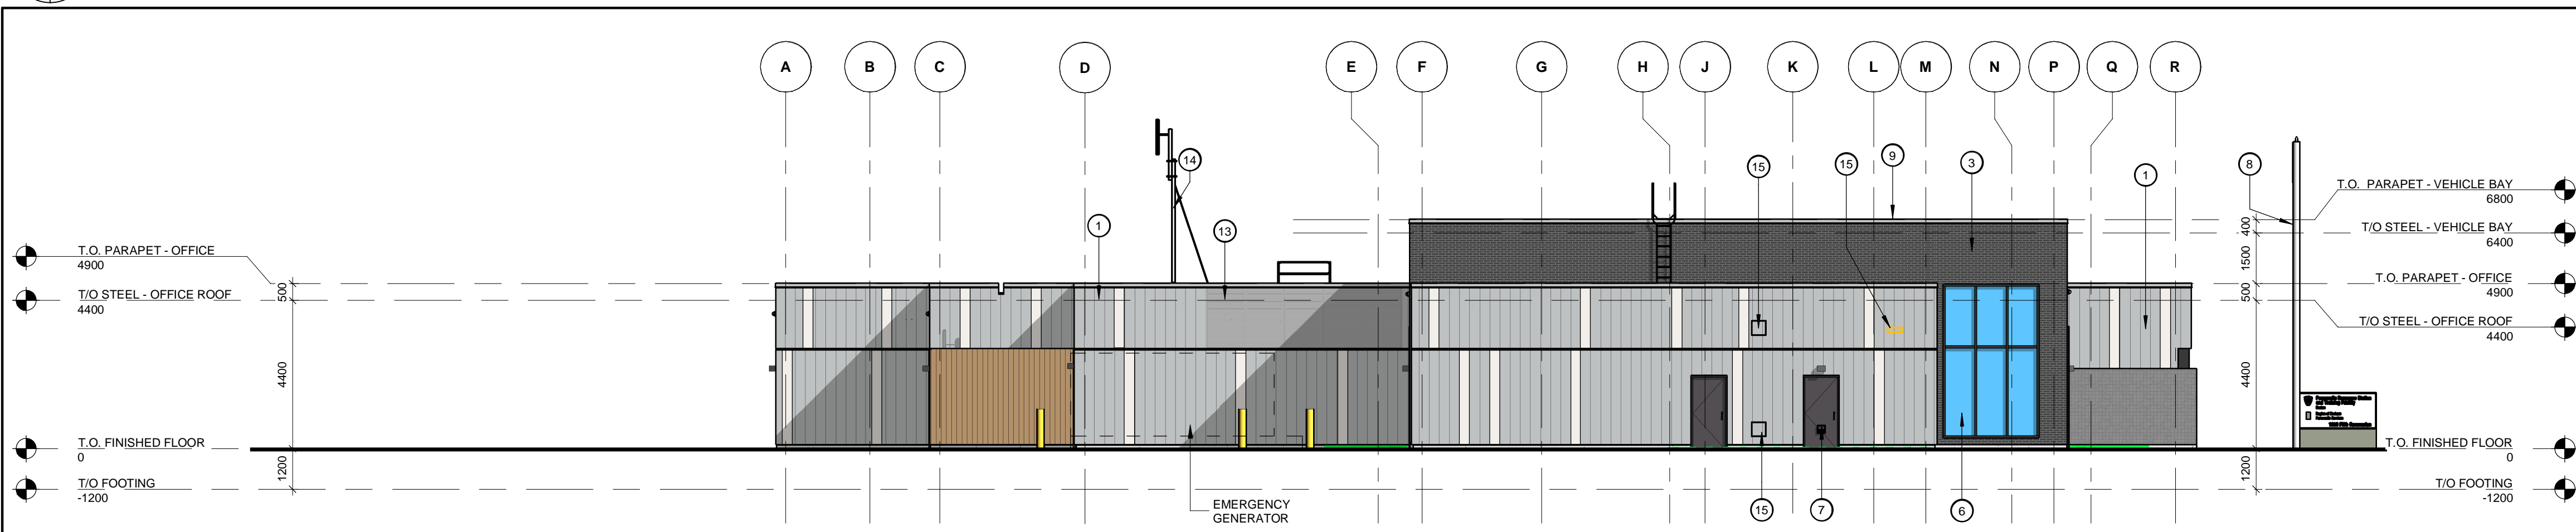 A B C D E F G H J K L M N P Q R
14 15 15 9 3 1 8
1 13
T.O. PARAPET - OFFICE
4900
T/O STEEL - OFFICE ROOF
4400
T.O. FINISHED FLOOR
0
T/O FOOTING
-1200
500
4400
1200
EMERGENCY
GENERATOR
15 7 6
400
1500
500
4400
1200
T.O. PARAPET - VEHICLE BAY
6800
T/O STEEL - VEHICLE BAY
6400
T.O. PARAPET - OFFICE
4900
T/O STEEL - OFFICE ROOF
4400
T.O. FINISHED FLOOR
0
T/O FOOTING
-1200